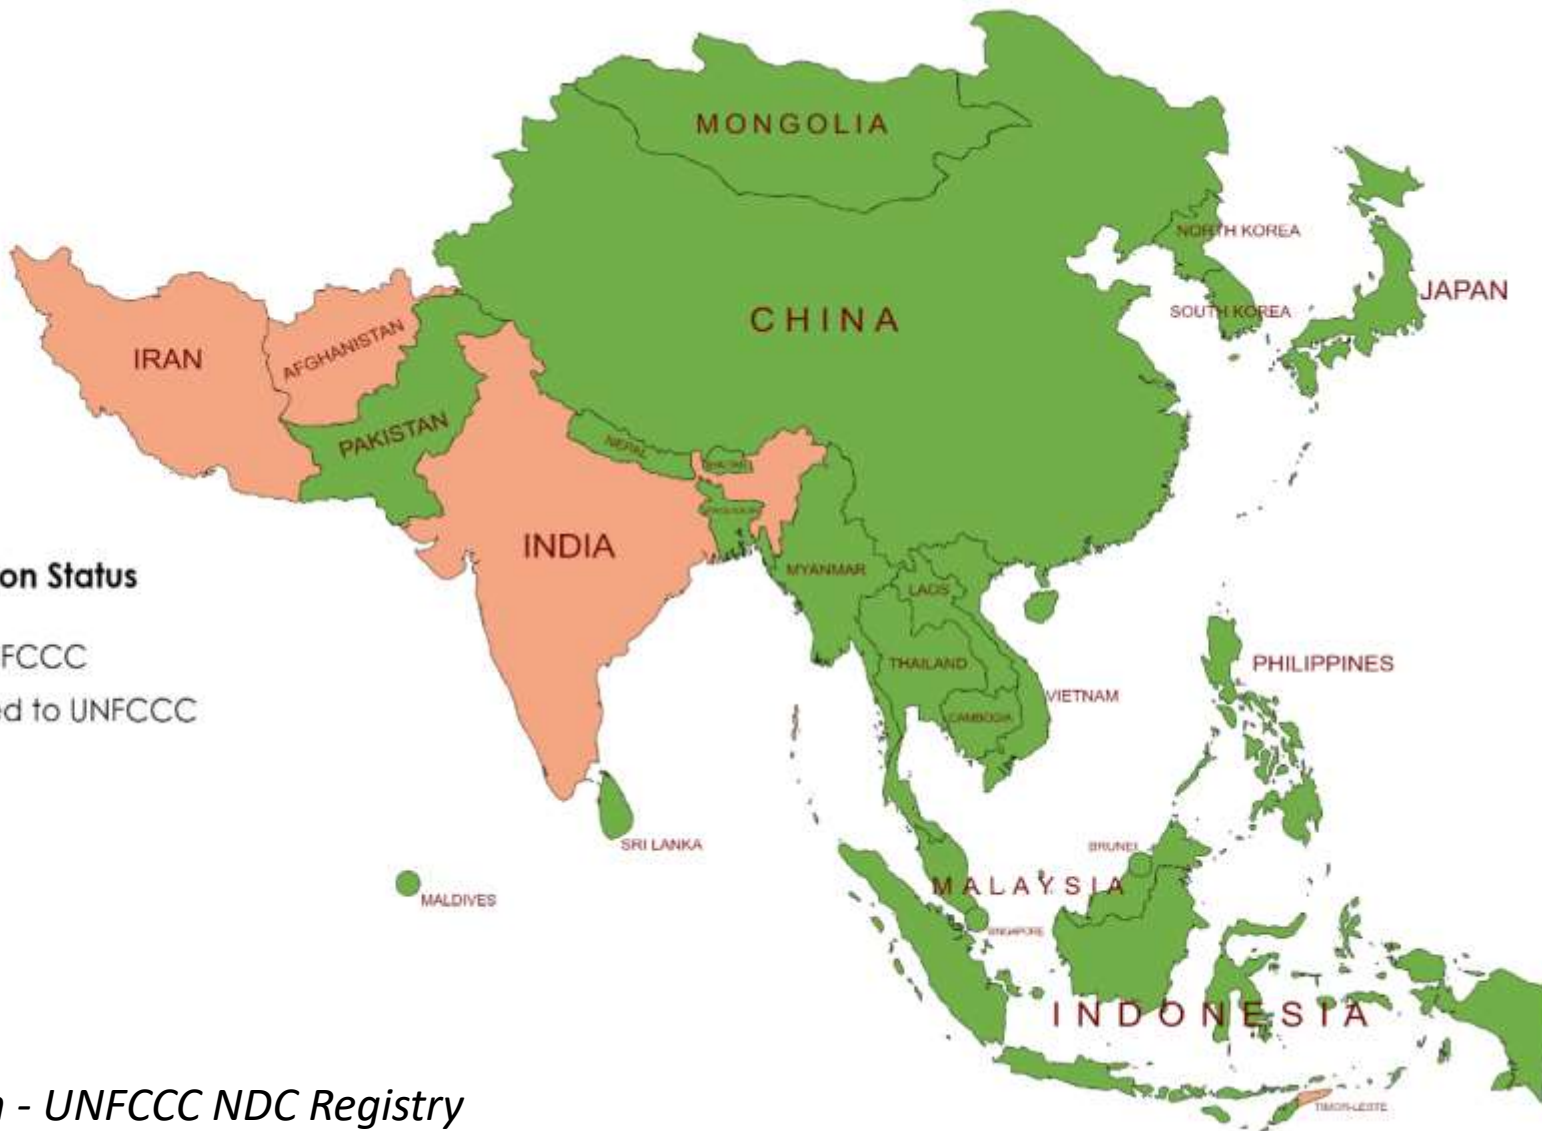 MONGOLIA
NORTH KOREA
JAPAN
SOUTH KOREA
CHINA
IRAN
AFGHANISTAN
PAKISTAN
NEPAL
INDIA
on Status
MYANMAR
LAOS
FCCC
THAILAND
PHILIPPINES
VIETNAM
ed to UNFCCC
CAMBODIA
SRI LANKA
BRUNEI
MALAYSIA
MALDIVES
SINGAPORE
INDONESIA
- UNFCCC NDC Registry
TIMOR-LESTE